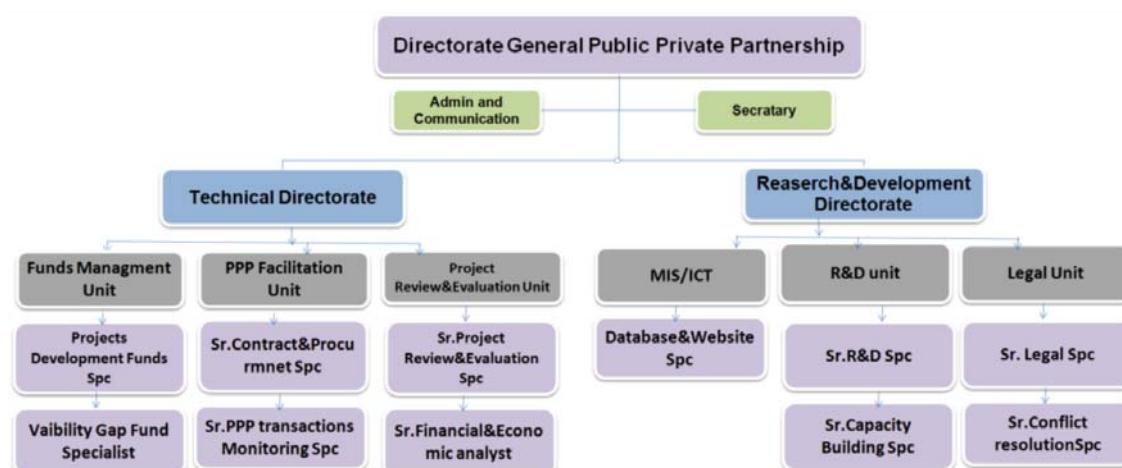 Directorate General Public Private Partnership
Admin and
Communication
Secratary
Technical Directorate
Reaserch&Development
Directorate
Funds Managment
Unit
PPP Facilitation
Unit
Project
Review&Evaluation Unit
MIS/ICT
R&D unit
Legal Unit
Projects
Development Funds
Spc
Sr.Contract&Procu
rmnet Spc
Sr.Project
Review&Evaluation
Spc
Database&Website
Spc
Sr.R&D Spc
Sr. Legal Spc
Vaibility Gap Fund
Specialist
Sr.PPP transactions
Monitoring Spc
Sr.Financial&Econo
mic analyst
Sr.Capacity
Building Spc
Sr.Conflict
resolutionSpc